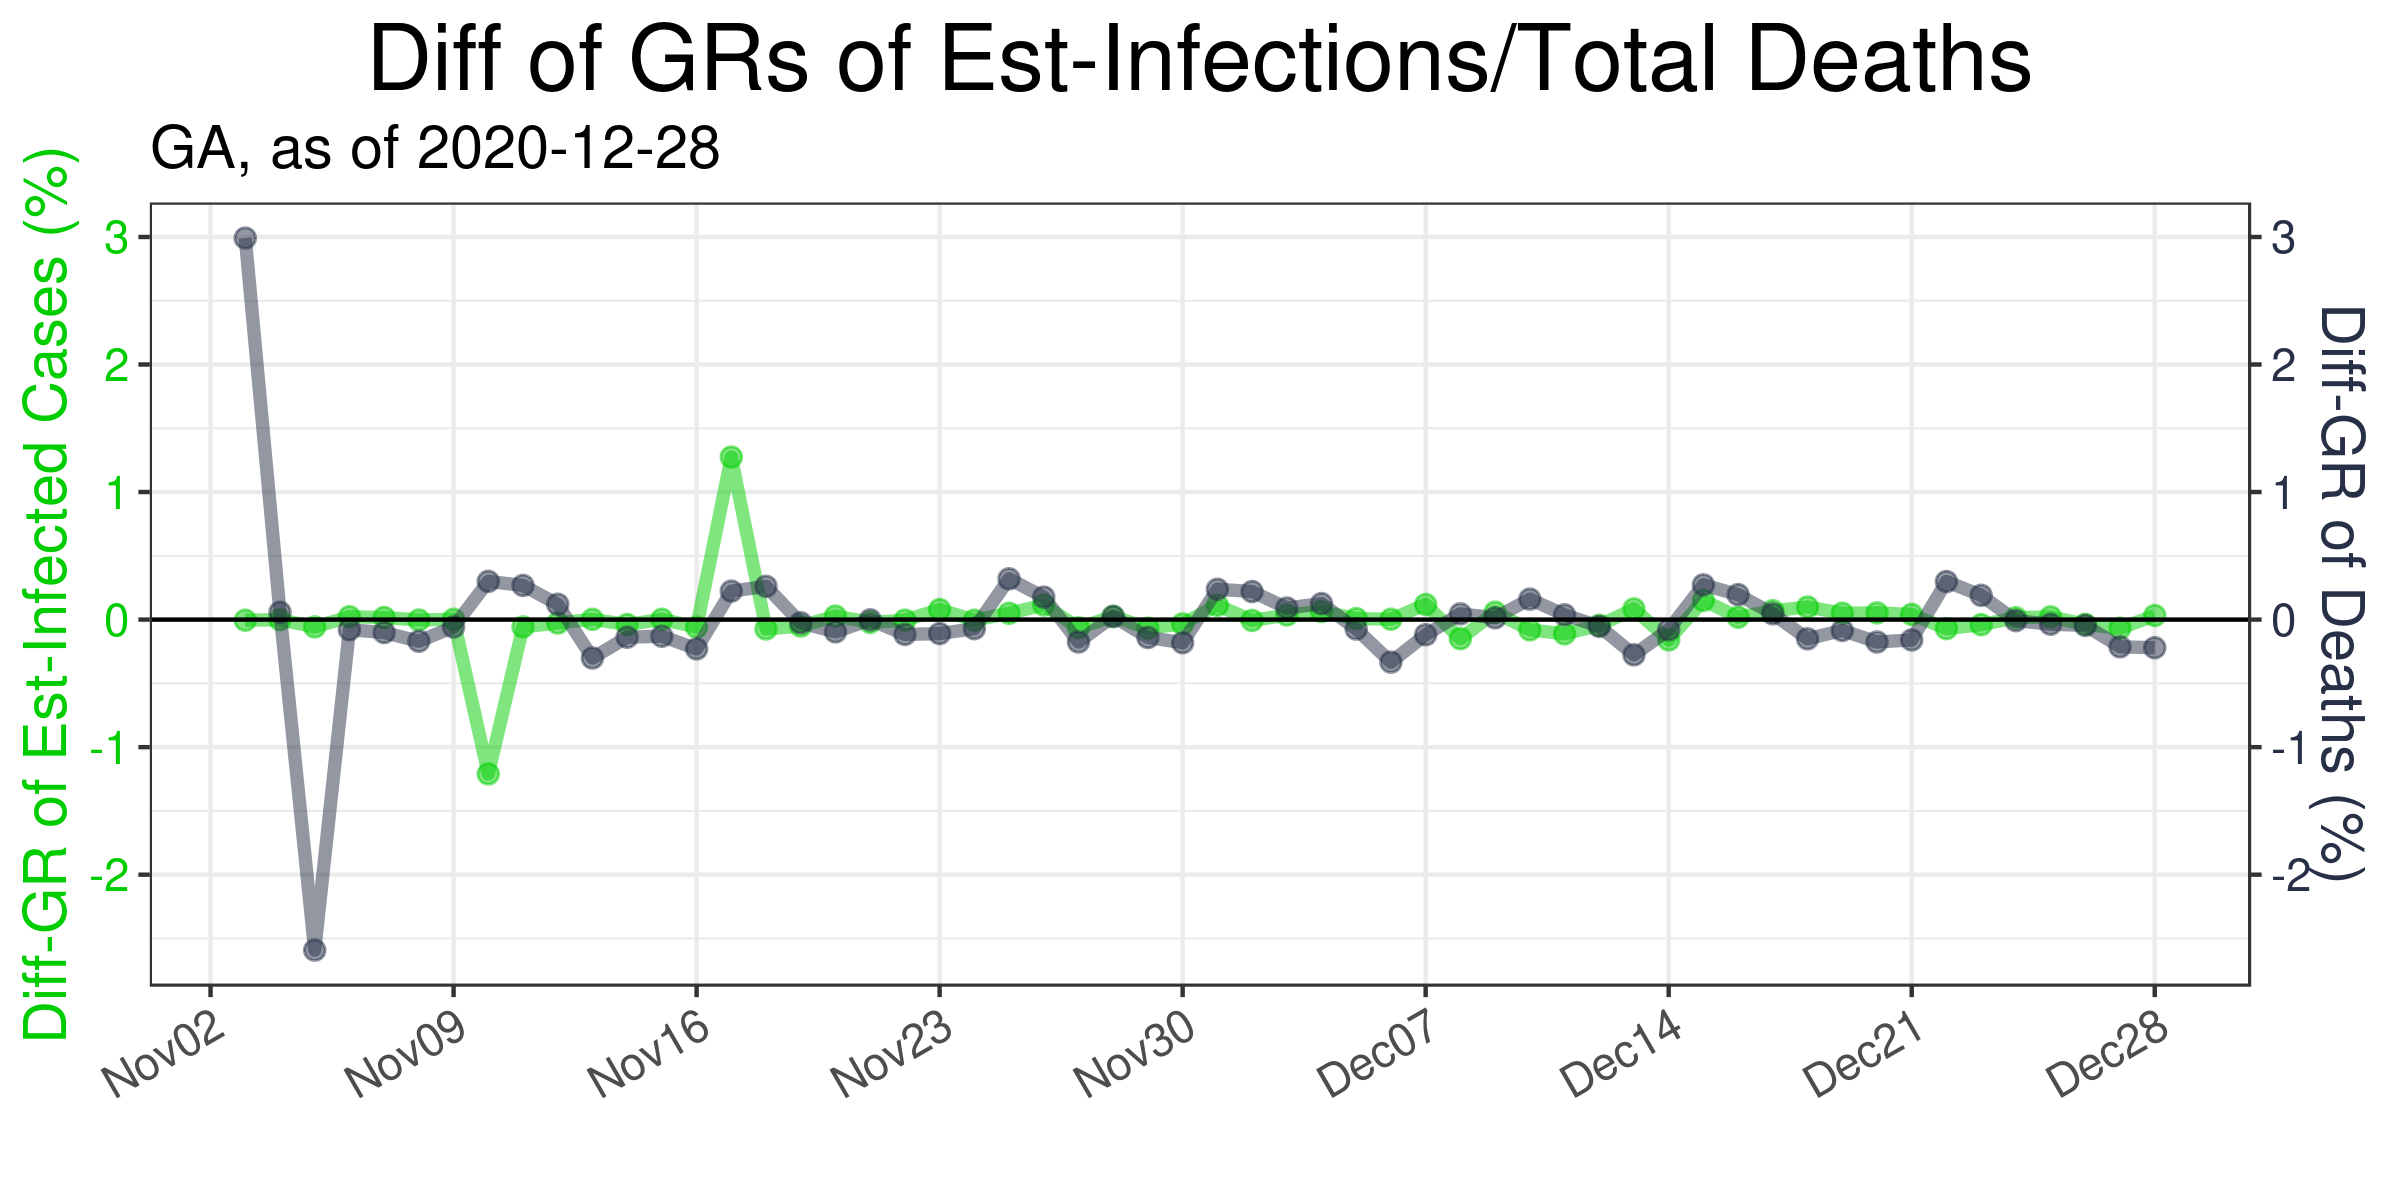 Diff of GRs of Est-Infections/Total Deaths
GA, as of 2020-12-28
Diff-GR of Est-Infected Cases (%)
3
2
1
0
-1
-2
3
2
1
0
-1
-2
Diff-GR of Deaths (%)
Nov02
Nov09
Nov16
Nov23
Nov30
Dec07
Dec14
Dec21
Dec28